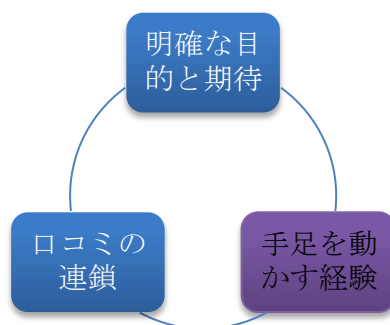 明確な目
的と期待
口コミの
連鎖
手足を動
かす経験